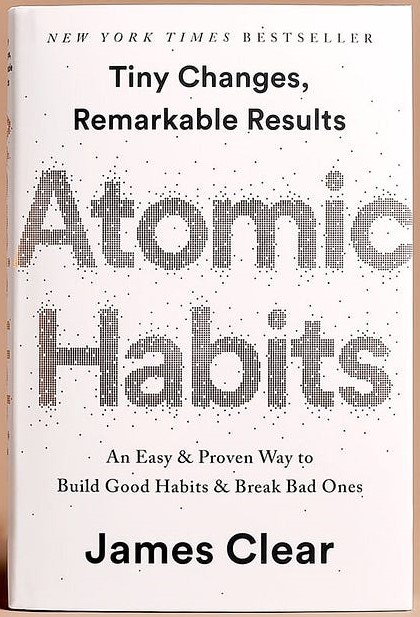 NEW YORK TIMES BESTSELLER
Tiny Changes,
Remarkable Results
Atomic
Habits
An Easy & Proven Way to
Build Good Habits & Break Bad Ones
James Clear